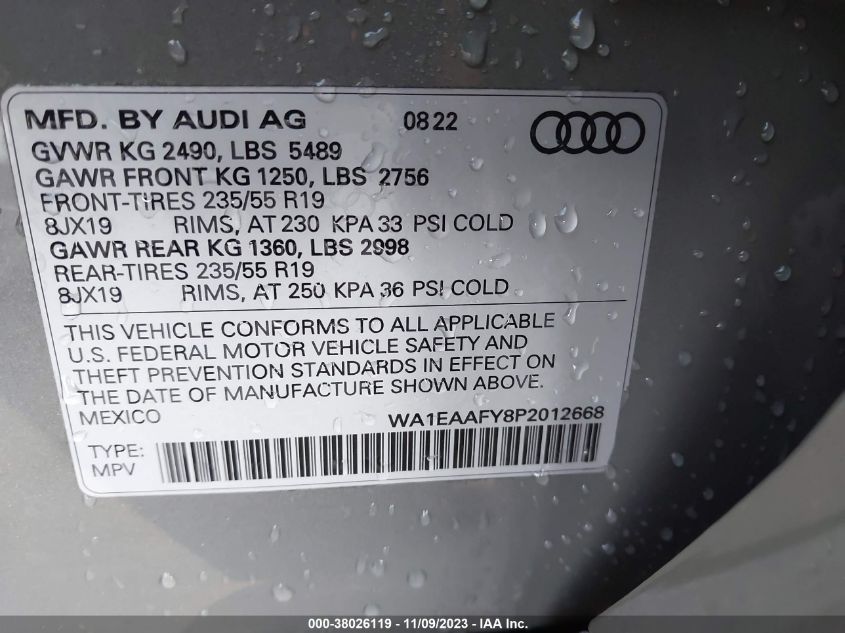 MFD. BY AUDI AG 08 22
GVWR KG 2490, LBS 5489
GAWR FRONT KG 1250, LBS 2756
FRONT-TIRES 235/55 R19
8JX19 RIMS, AT 230 KPA 33 PSI COLD
GAWR REAR KG 1360, LBS 2998
REAR-TIRES 235/55 R19
8JX19 RIMS, AT 250 KPA 36 PSI COLD
THIS VEHICLE CONFORMS TO ALL APPLICABLE
U.S. FEDERAL MOTOR VEHICLE SAFETY AND
THEFT PREVENTION STANDARDS IN EFFECT ON
THE DATE OF MANUFACTURE SHOWN ABOVE.
MEXICO WA1EAAFY8P2012668
TYPE:
MPV
000-38026119 - 11/09/2023 - IAA Inc.